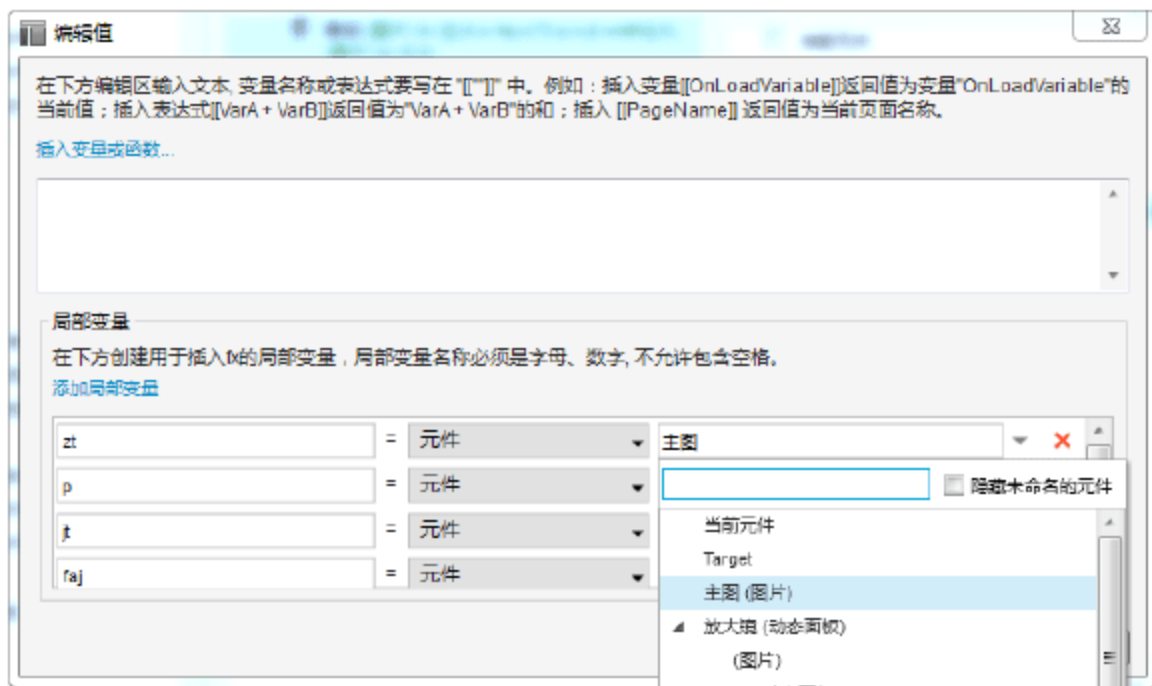 编辑值
在下方编辑区输入文本, 变量名称或表达式要写在 "[[""]]" 中。例如：插入变量[[OnLoadVariable]]返回值为变量"OnLoadVariable"的
当前值；插入表达式[[VarA + VarB]]返回值为"VarA + VarB"的和；插入 [[PageName]] 返回值为当前页面名称。
插入变量或函数...
局部变量
在下方创建用于插入fx的局部变量，局部变量名称必须是字母、数字, 不允许包含空格。
添加局部变量
zt = 元件 主图
p = 元件
隐藏未命名的元件
jt = 元件
当前元件
Target
faj = 元件
主图 (图片)
放大镜 (动态面板)
(图片)